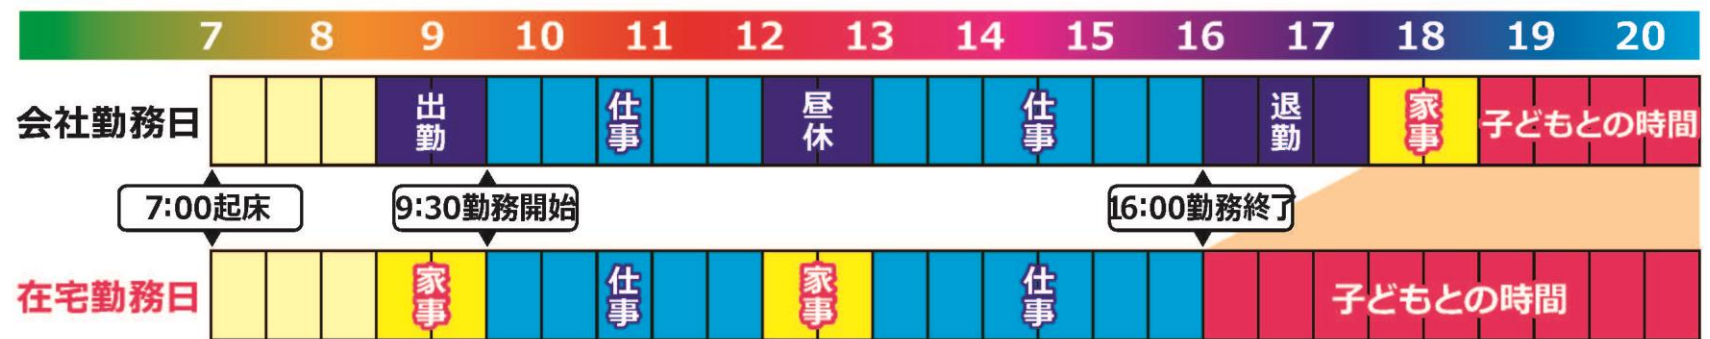 7 8 9 10 11 12 13 14 15 16 17 18 19 20
会社勤務日 出勤 仕事 昼休 仕事 退勤 家事 子どもとの時間
7:00起床 9:30勤務開始 16:00勤務終了
在宅勤務日 家事 仕事 家事 仕事 子どもとの時間